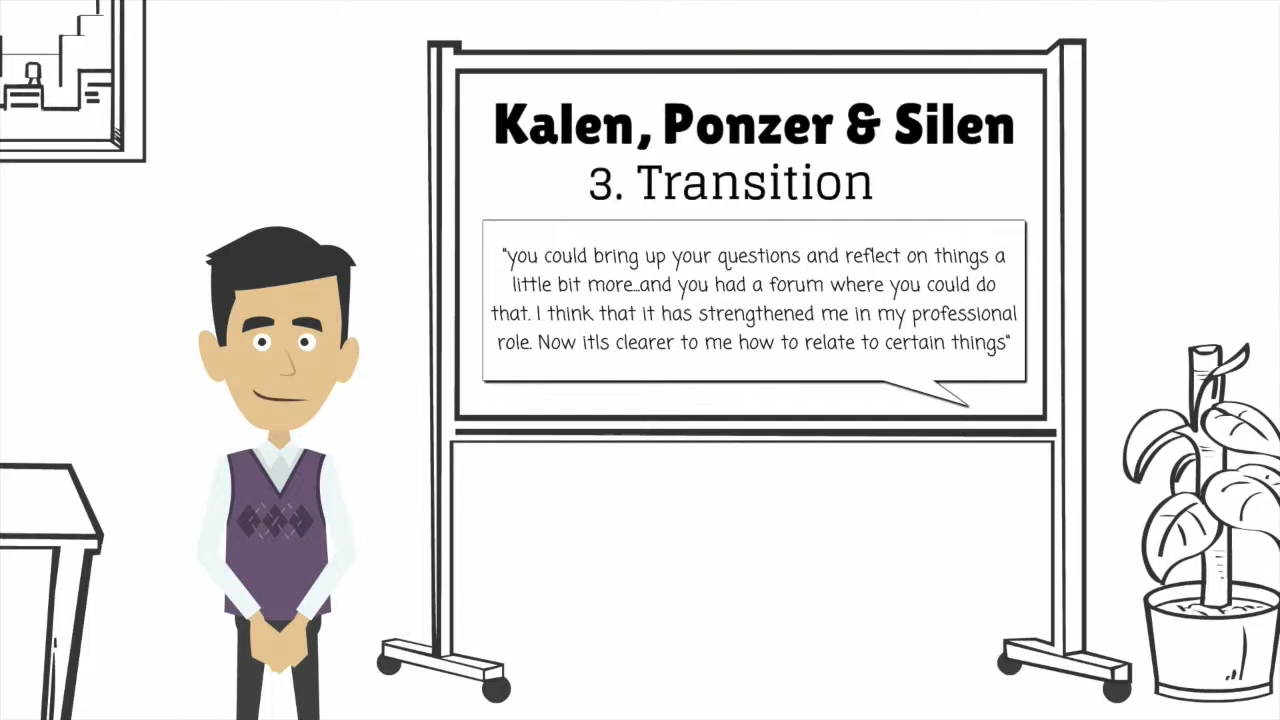 Kalen, Ponzer & Silen
3. Transition
"you could bring up your questions and reflect on things a
little bit more...and you had a forum where you could do
that. I think that it has strengthened me in my professional
role. Now itIs clearer to me how to relate to certain things"